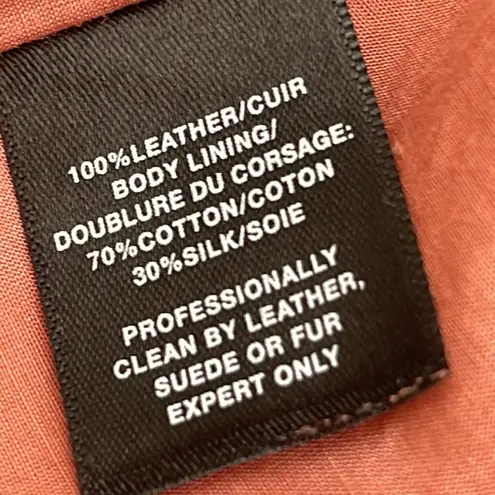 100%LEATHER/CUIR
BODY LINING/
DOUBLURE DU CORSAGE:
70%COTTON/COTON
30%SILK/SOIE
PROFESSIONALLY
CLEAN BY LEATHER,
SUEDE OR FUR
EXPERT ONLY